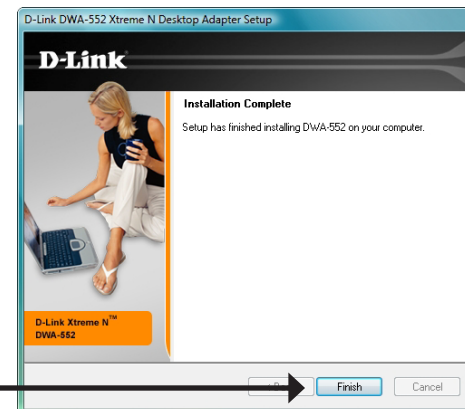 D-Link DWA-552 Xtreme N Desktop Adapter Setup
D-Link
Installation Complete
Setup has finished installing DWA-552 on your computer.
D-Link Xtreme N™
DWA-552
Finish
Cancel